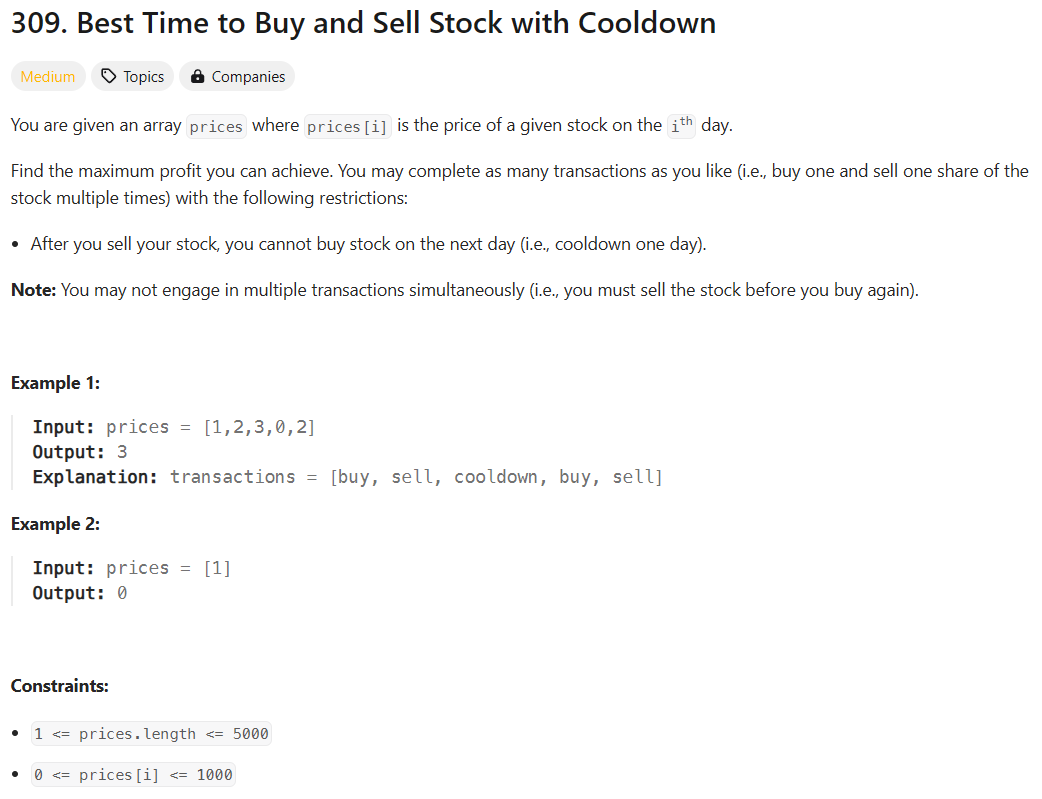 309. Best Time to Buy and Sell Stock with Cooldown
Medium Topics Companies
You are given an array prices where prices[i] is the price of a given stock on the ith day.
Find the maximum profit you can achieve. You may complete as many transactions as you like (i.e., buy one and sell one share of the
stock multiple times) with the following restrictions:
• After you sell your stock, you cannot buy stock on the next day (i.e., cooldown one day).
Note: You may not engage in multiple transactions simultaneously (i.e., you must sell the stock before you buy again).
Example 1:
Input: prices = [1,2,3,0,2]
Output: 3
Explanation: transactions = [buy, sell, cooldown, buy, sell]
Example 2:
Input: prices = [1]
Output: 0
Constraints:
• 1 <= prices.length <= 5000
• 0 <= prices[i] <= 1000